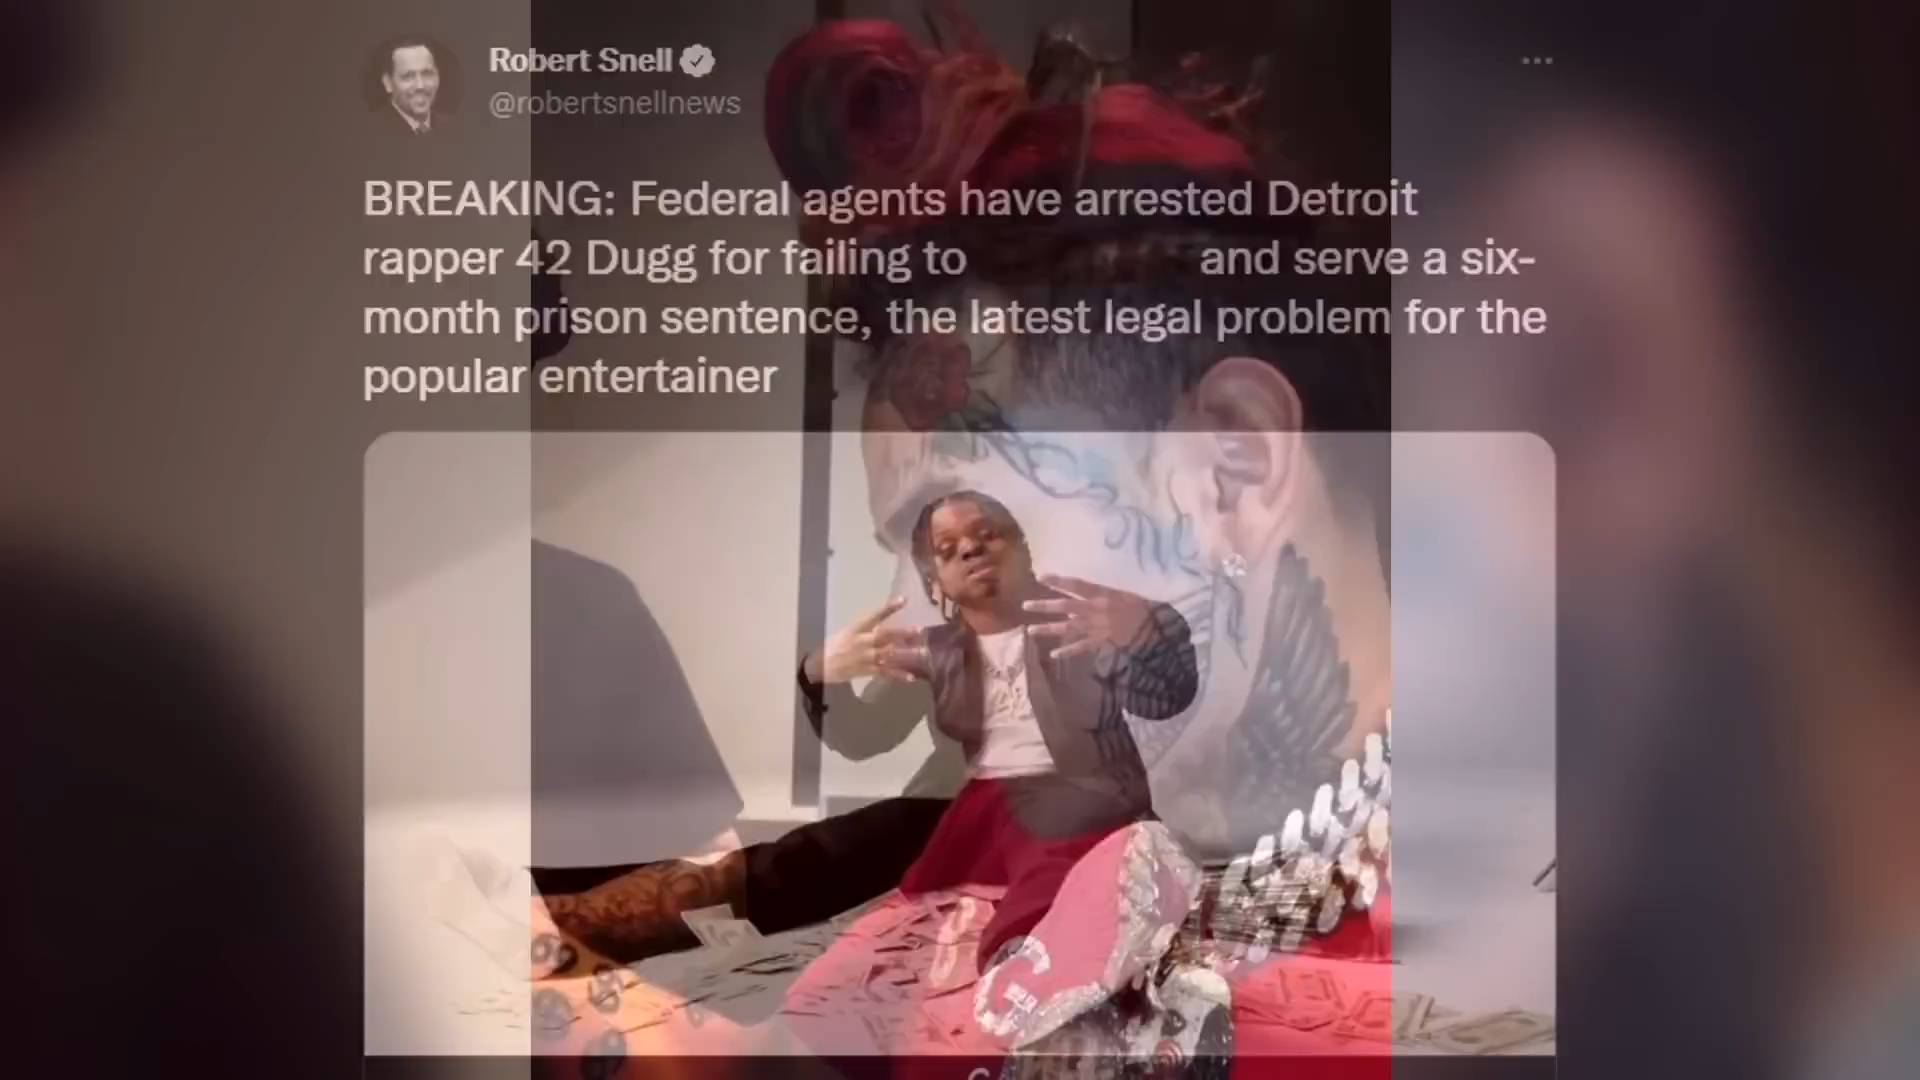 Robert Snell
@robertsnellnews
BREAKING: Federal agents have arrested Detroit
rapper 42 Dugg for failing to and serve a six-
month prison sentence, the latest legal problem for the
popular entertainer
G